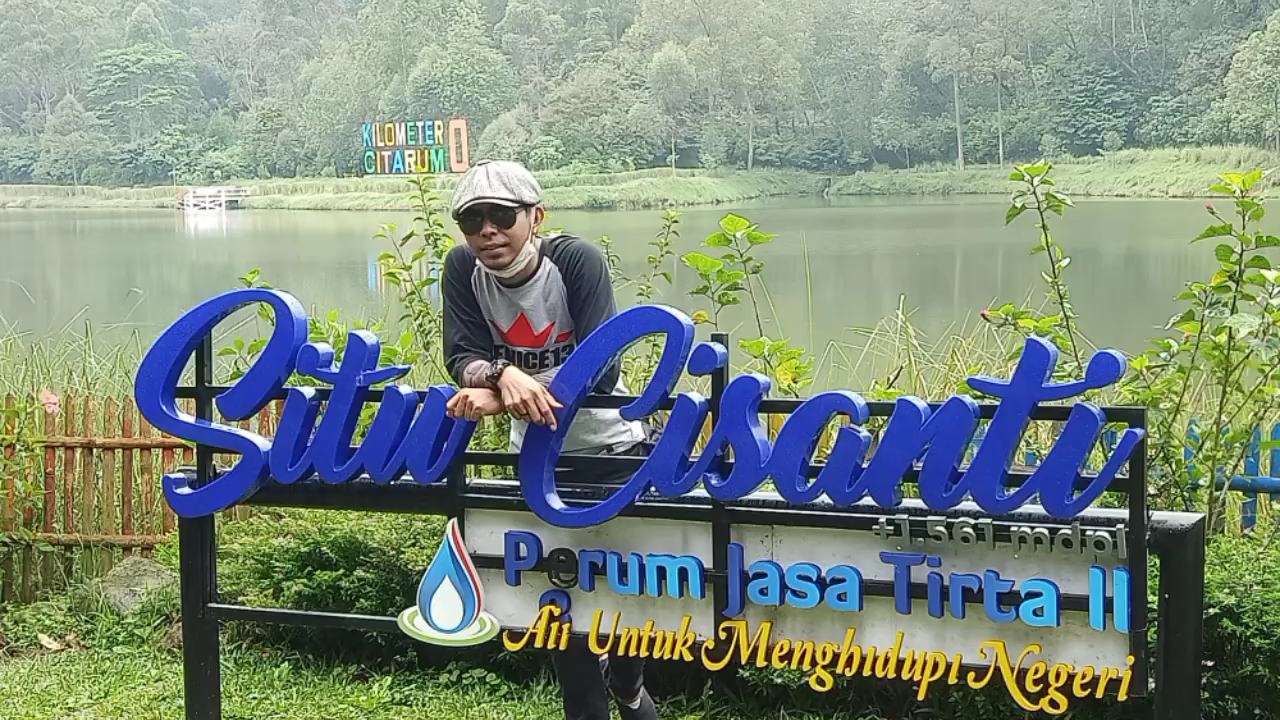 KILOMETER 0
CITARUM
Situ Cisanti
±1.561 mdpl
Perum Jasa Tirta II
Air Untuk Menghidupi Negeri